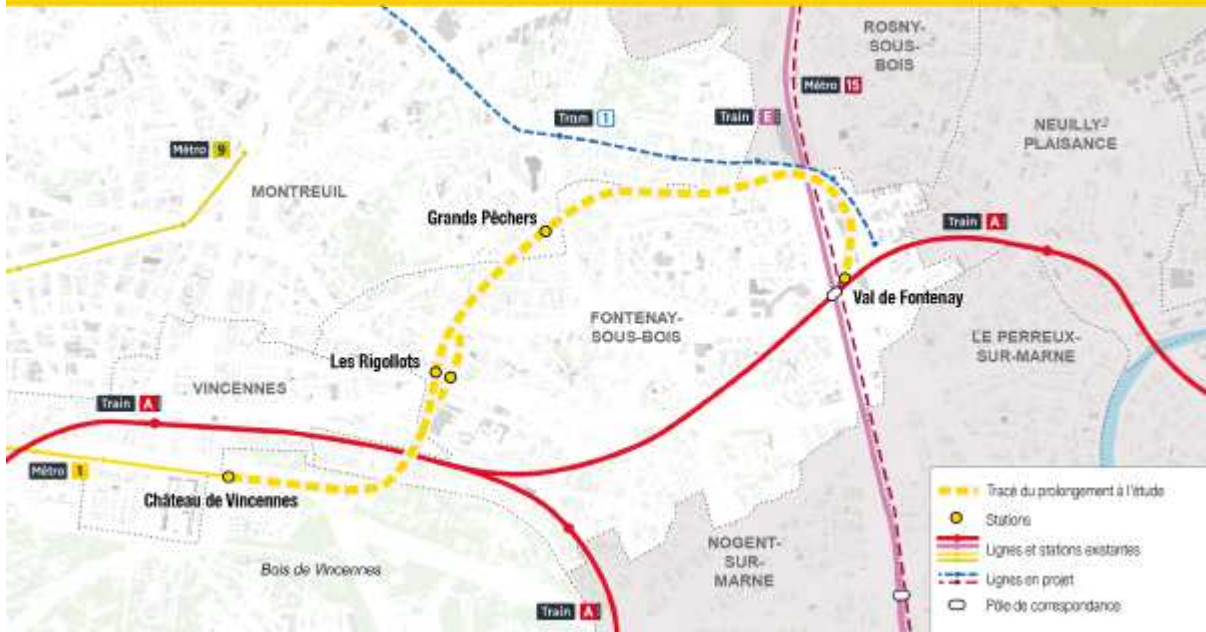 ROSNY-
SOUS-
BOIS
Métro 15
Tram 1
Train E
NEUILLY-
PLAISANCE
Métro 9
MONTREUIL
Grands Pêchers
Train A
Val de Fontenay
FONTENAY-
SOUS-BOIS
LE PERREUX-
SUR-MARNE
Les Rigollots
VINCENNES
Train A
Métro 1
Château de Vincennes
Bois de Vincennes
NOGENT-
SUR-
MARNE
Train A
Tracé du prolongement à l'étude
Stations
Lignes et stations existantes
Lignes en projet
Pôle de correspondance